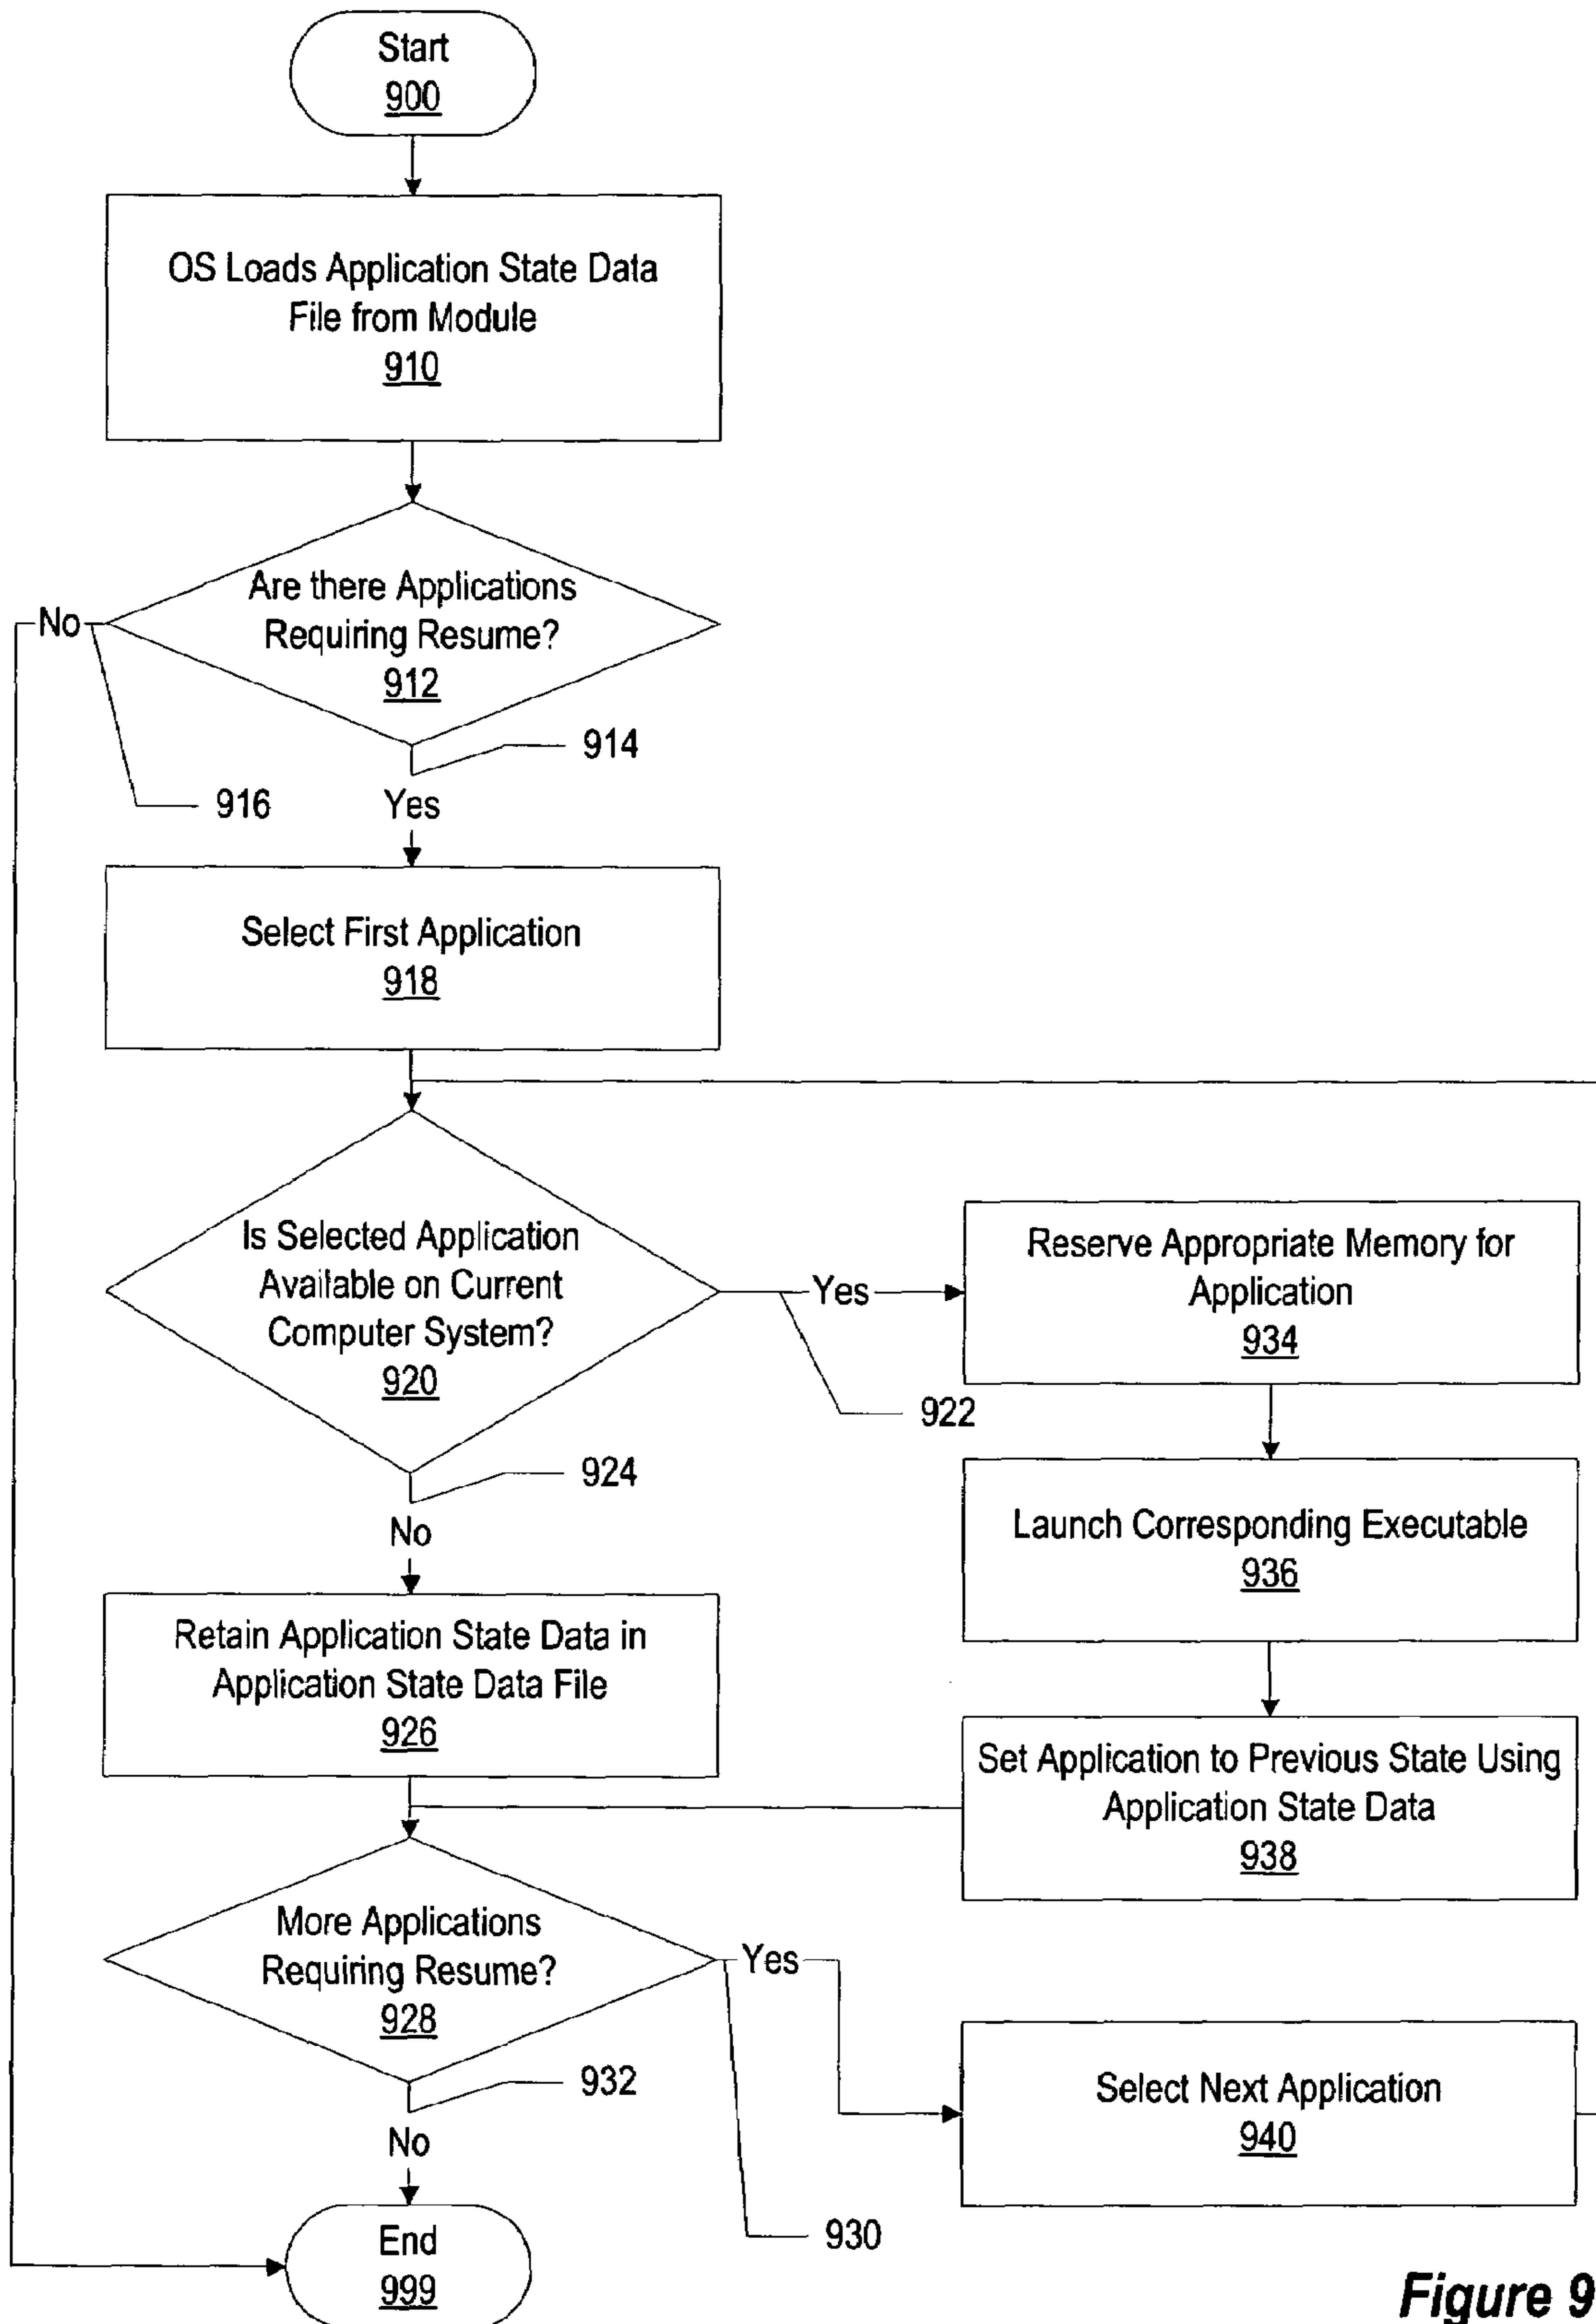 Start
900
OS Loads Application State Data
File from Module
910
Are there Applications
Requiring Resume?
912
No
914
916
Yes
Select First Application
918
Is Selected Application
Available on Current
Computer System?
920
Yes
922
Reserve Appropriate Memory for
Application
934
924
No
Launch Corresponding Executable
936
Retain Application State Data in
Application State Data File
926
Set Application to Previous State Using
Application State Data
938
More Applications
Requiring Resume?
928
Yes
932
No
930
Select Next Application
940
End
999
Figure 9